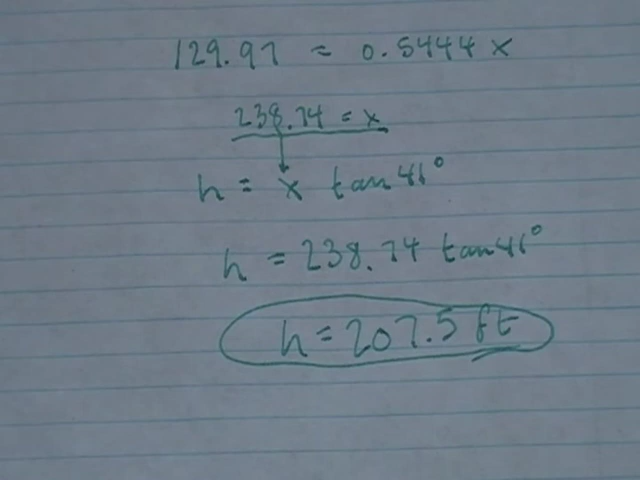 129.97 = 0.5444 x
238.74 = x
h = x tan 41°
h = 238.74 tan 41°
h = 207.5 ft